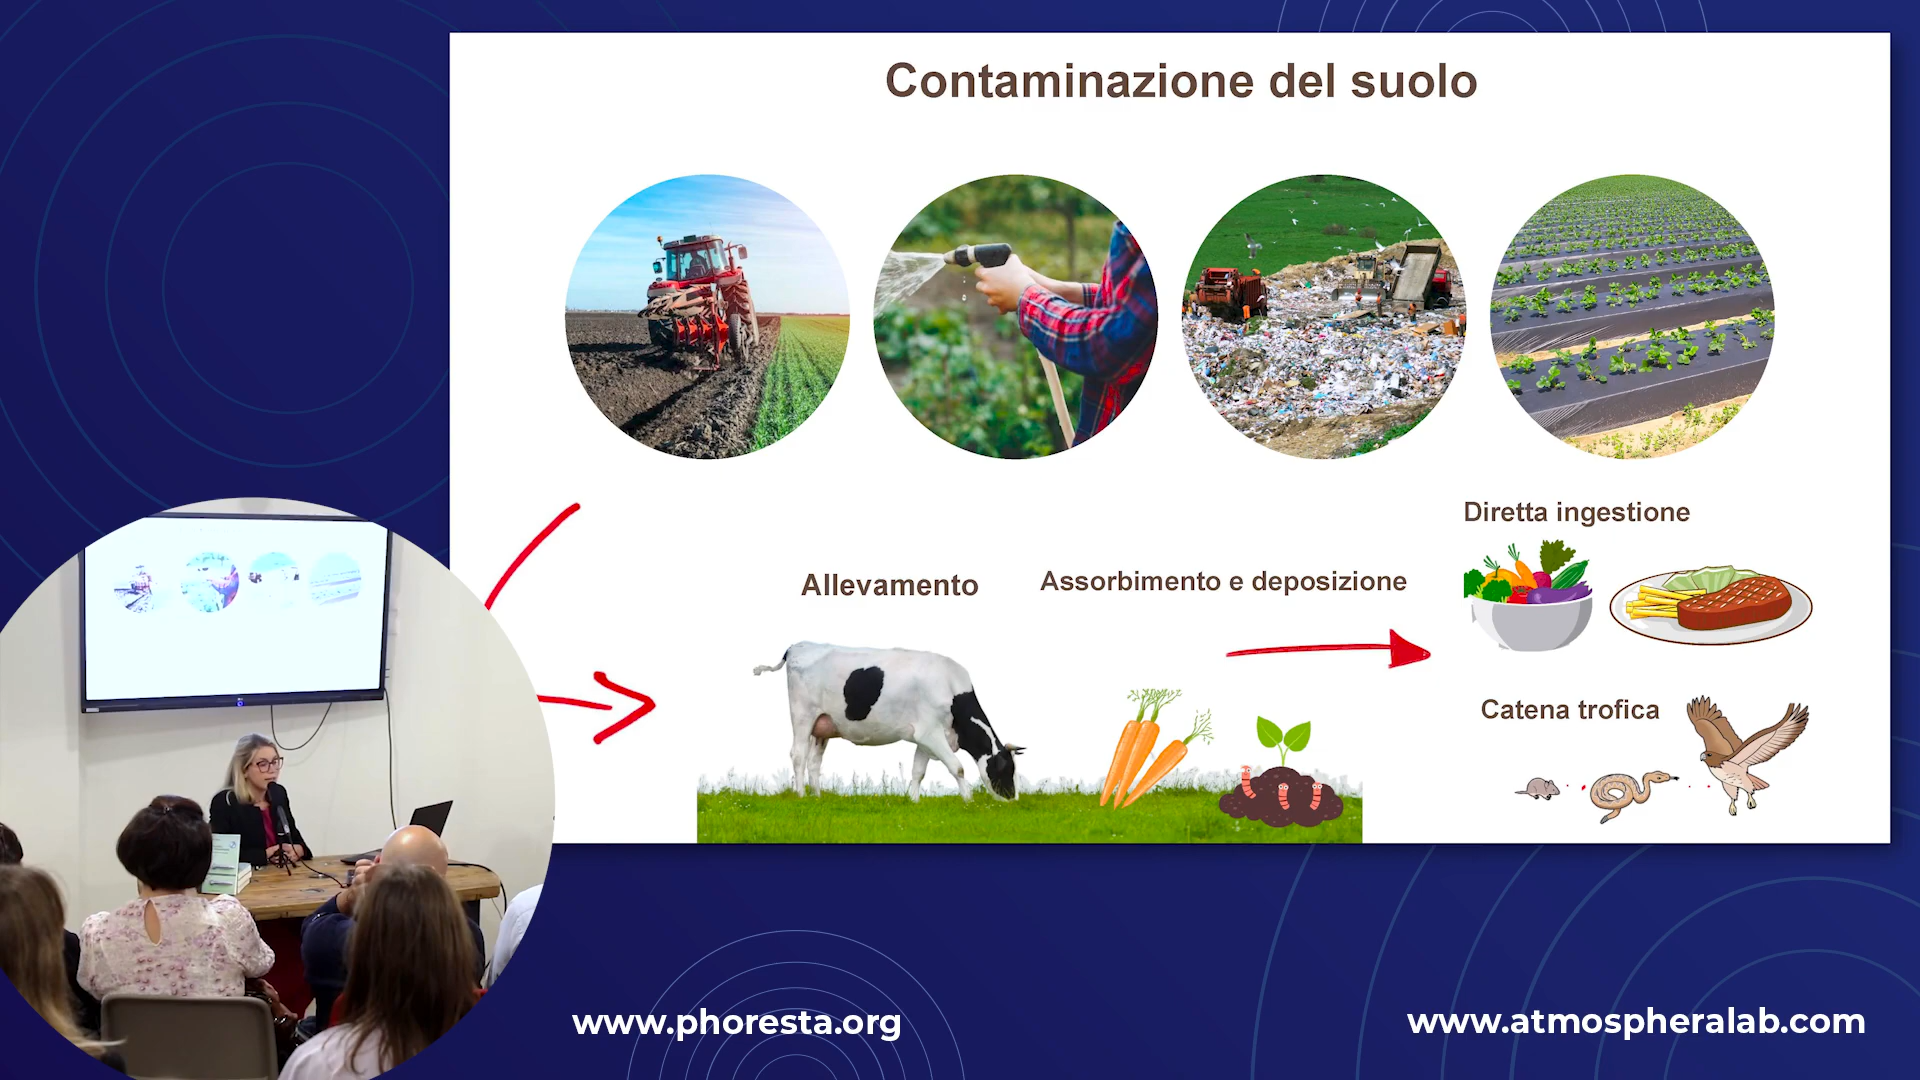 Contaminazione del suolo
Diretta ingestione
Allevamento
Assorbimento e deposizione
Catena trofica
www.phoresta.org
www.atmospheralab.com